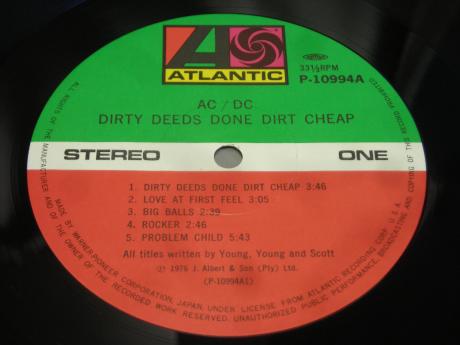 ATLANTIC
33⅓RPM
P-10994A
AC / DC
DIRTY DEEDS DONE DIRT CHEAP
STEREO ONE
1. DIRTY DEEDS DONE DIRT CHEAP 3:46
2. LOVE AT FIRST FEEL 3:05
3. BIG BALLS 2:39
4. ROCKER 2:46
5. PROBLEM CHILD 5:43
All titles written by Young, Young and Scott
Ⓟ 1976 J. Albert & Son (Pty) Ltd.
(P-10994A1)
MADE BY WARNER-PIONEER CORPORATION, JAPAN, UNDER LICENSE FROM ATLANTIC RECORDING CORP. U.S.A.
ALL RIGHTS OF THE MANUFACTURER AND OF THE OWNER OF THE RECORDED WORK RESERVED. UNAUTHORIZED PUBLIC PERFORMANCE, BROADCASTING AND COPYING OF THIS RECORD PROHIBITED